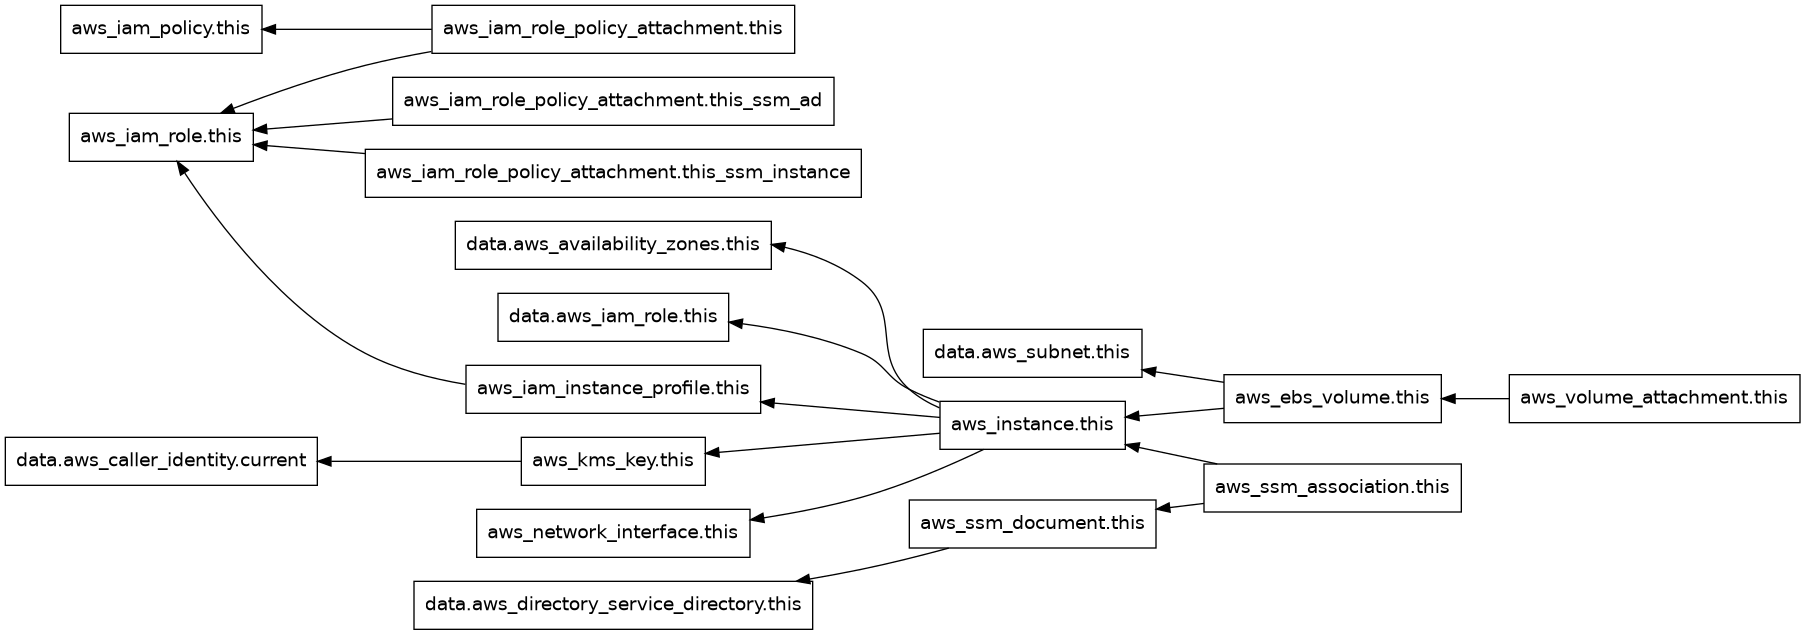 aws_iam_policy.this
aws_iam_role_policy_attachment.this
aws_iam_role_policy_attachment.this_ssm_ad
aws_iam_role.this
aws_iam_role_policy_attachment.this_ssm_instance
data.aws_availability_zones.this
data.aws_iam_role.this
data.aws_subnet.this
aws_iam_instance_profile.this
aws_ebs_volume.this
aws_volume_attachment.this
aws_instance.this
data.aws_caller_identity.current
aws_kms_key.this
aws_ssm_association.this
aws_network_interface.this
aws_ssm_document.this
data.aws_directory_service_directory.this